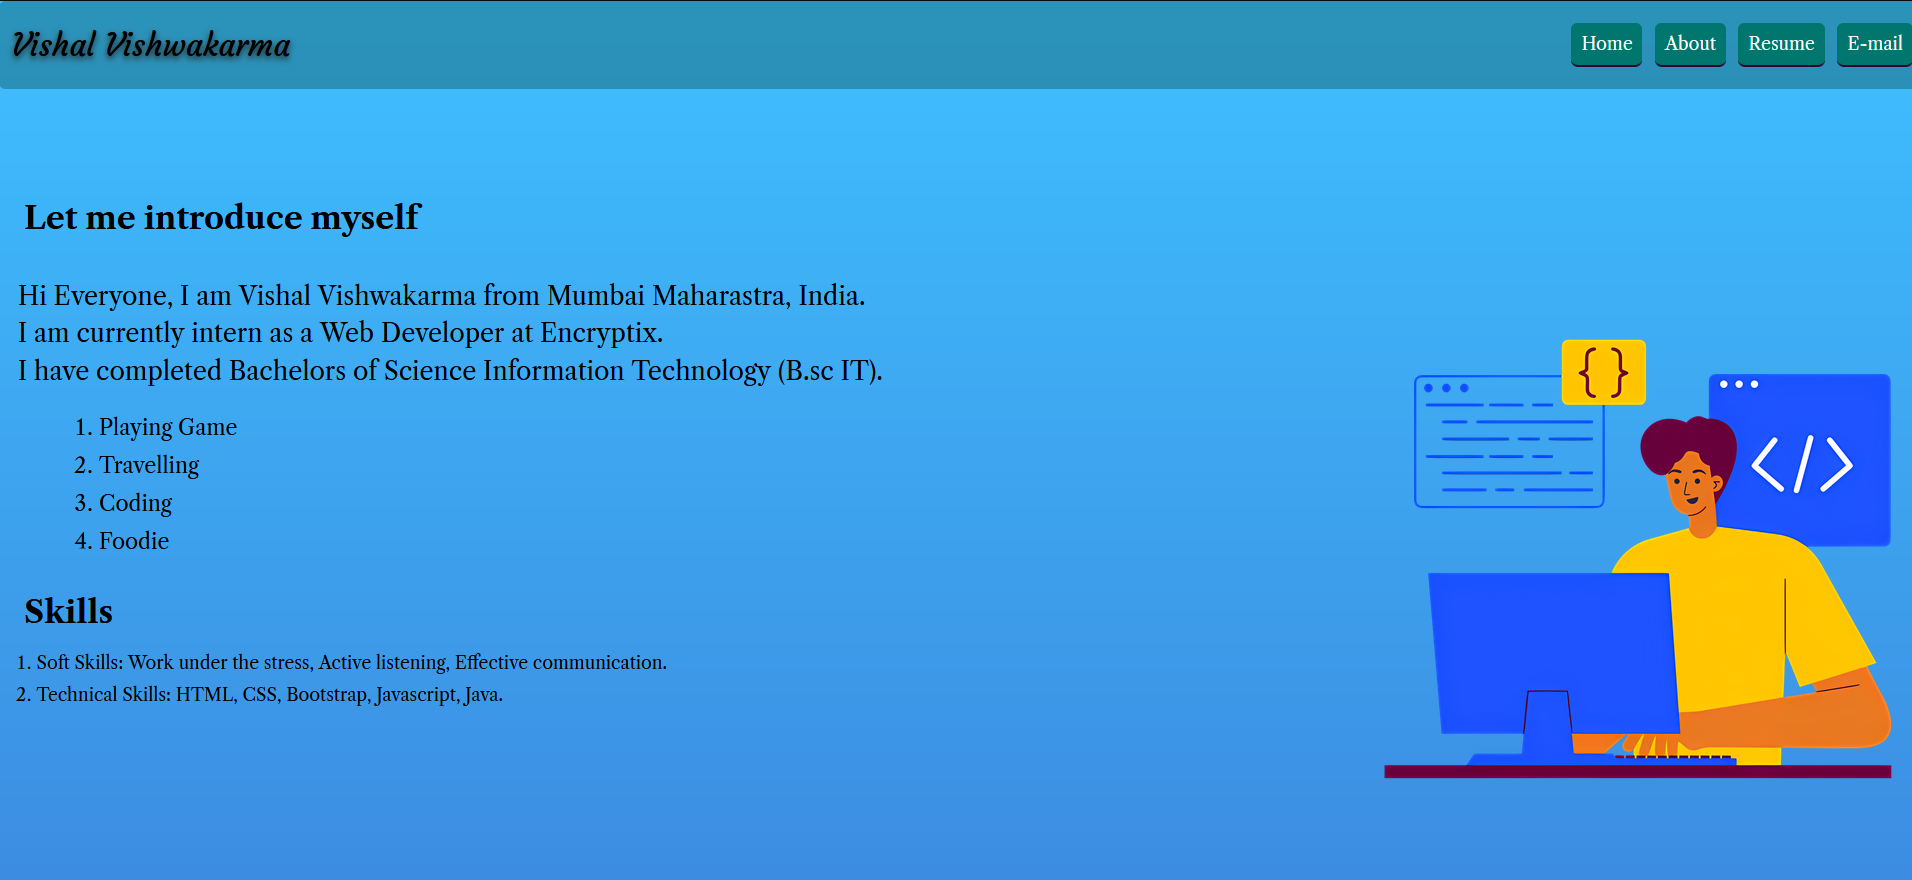 Vishal Vishwakarma
Home About Resume E-mail
Let me introduce myself
Hi Everyone, I am Vishal Vishwakarma from Mumbai Maharastra, India.
I am currently intern as a Web Developer at Encryptix.
I have completed Bachelors of Science Information Technology (B.sc IT).
1. Playing Game
2. Travelling
3. Coding
4. Foodie
{ }
</>
Skills
1. Soft Skills: Work under the stress, Active listening, Effective communication.
2. Technical Skills: HTML, CSS, Bootstrap, Javascript, Java.